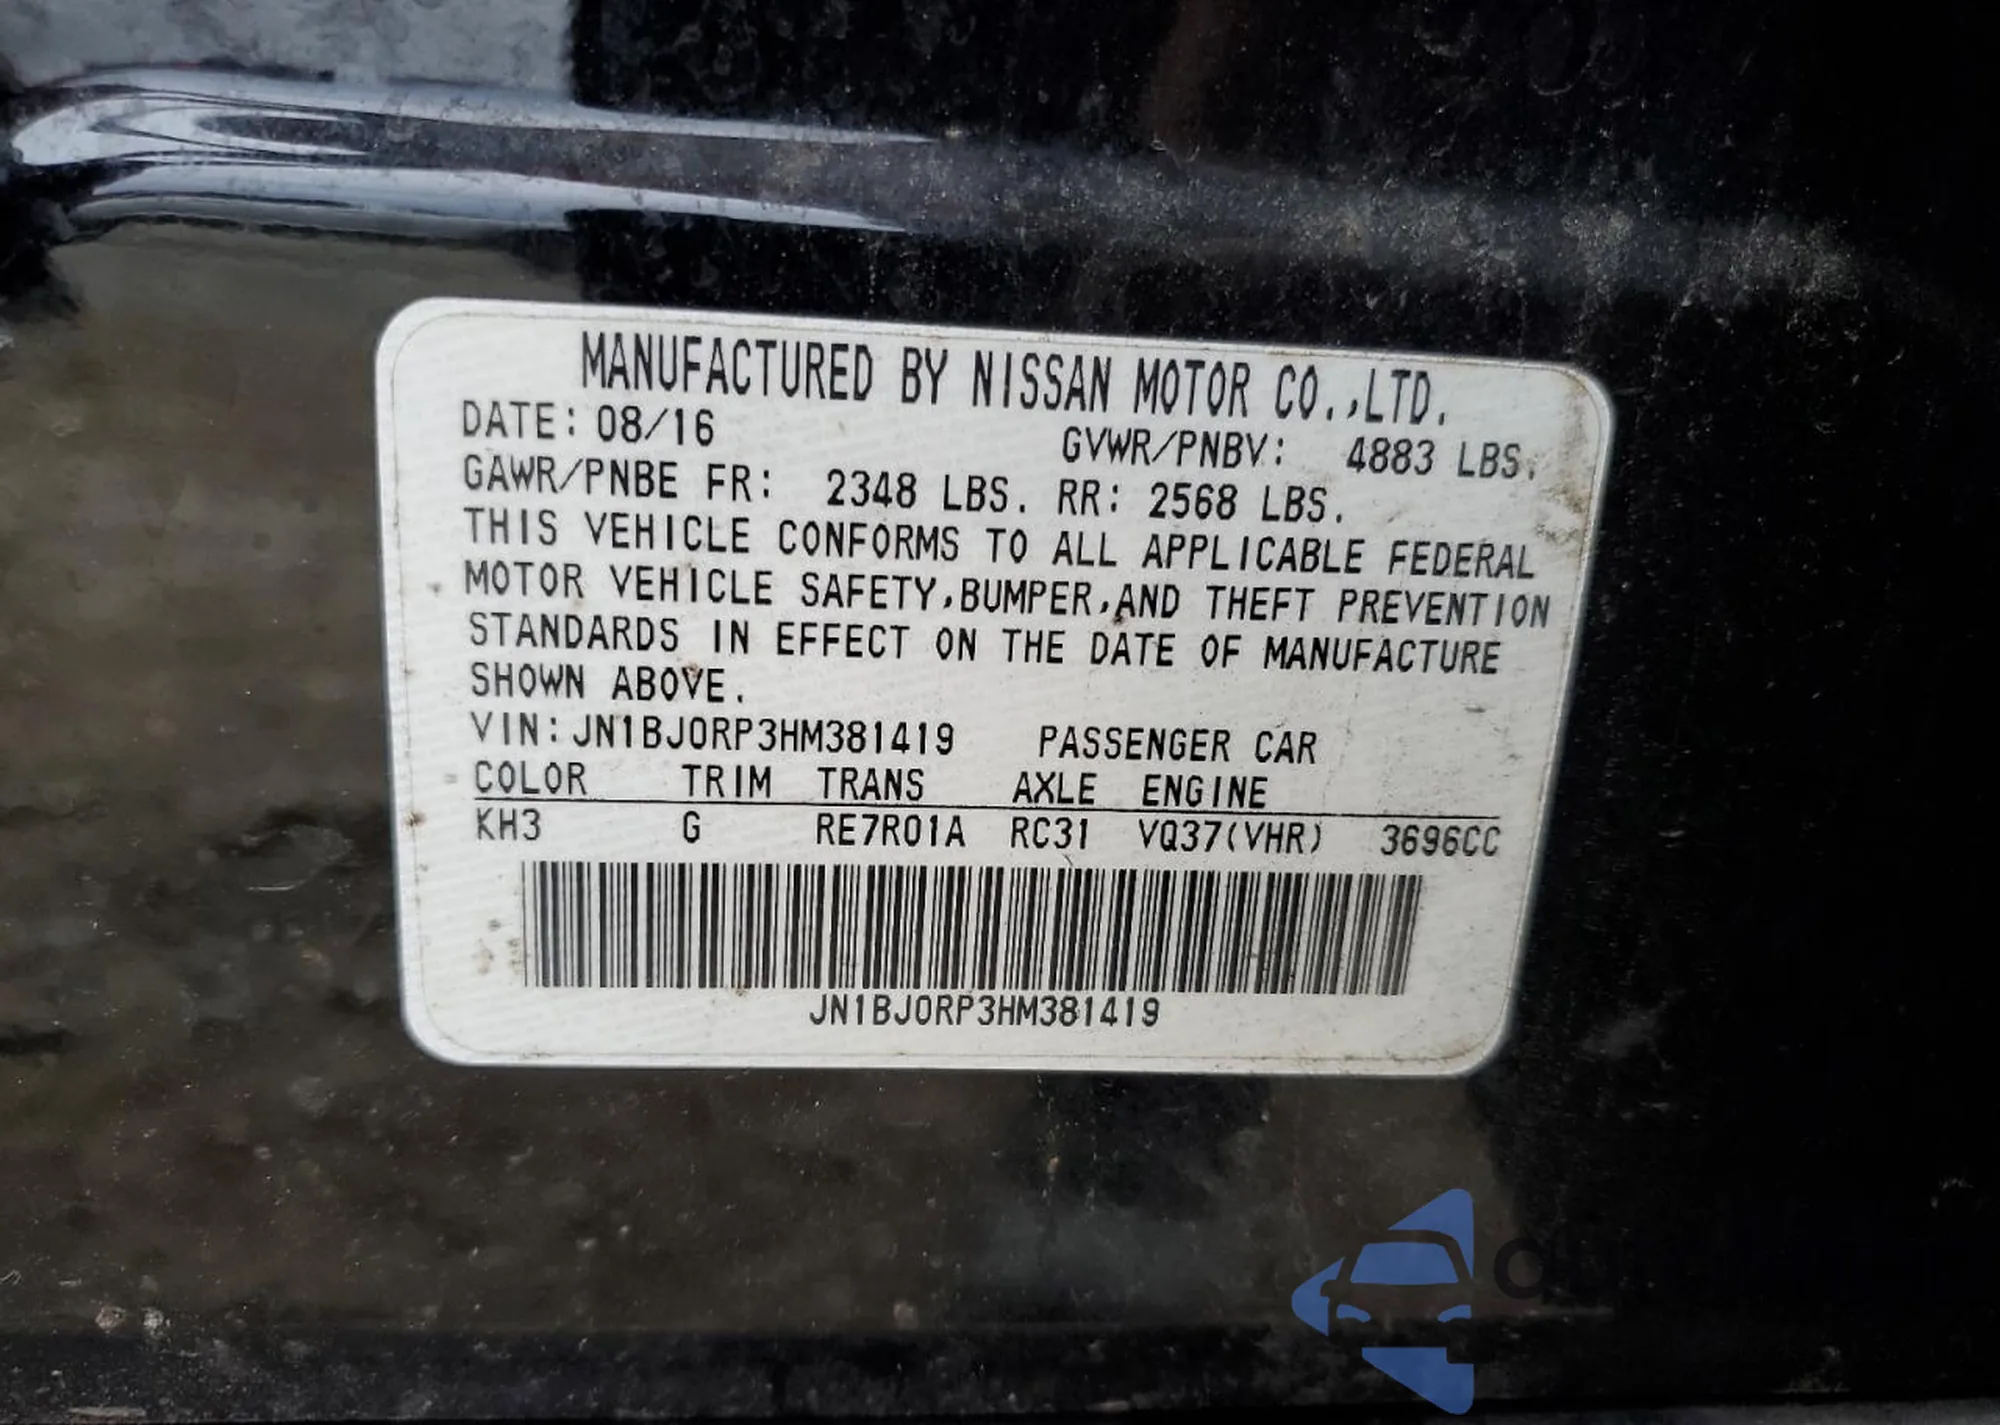 MANUFACTURED BY NISSAN MOTOR CO.,LTD.
DATE: 08/16 GVWR/PNBV: 4883 LBS.
GAWR/PNBE FR: 2348 LBS. RR: 2568 LBS.
THIS VEHICLE CONFORMS TO ALL APPLICABLE FEDERAL
MOTOR VEHICLE SAFETY,BUMPER,AND THEFT PREVENTION
STANDARDS IN EFFECT ON THE DATE OF MANUFACTURE
SHOWN ABOVE.
VIN:JN1BJ0RP3HM381419 PASSENGER CAR
COLOR TRIM TRANS AXLE ENGINE
KH3 G RE7R01A RC31 VQ37(VHR) 3696CC
JN1BJ0RP3HM381419